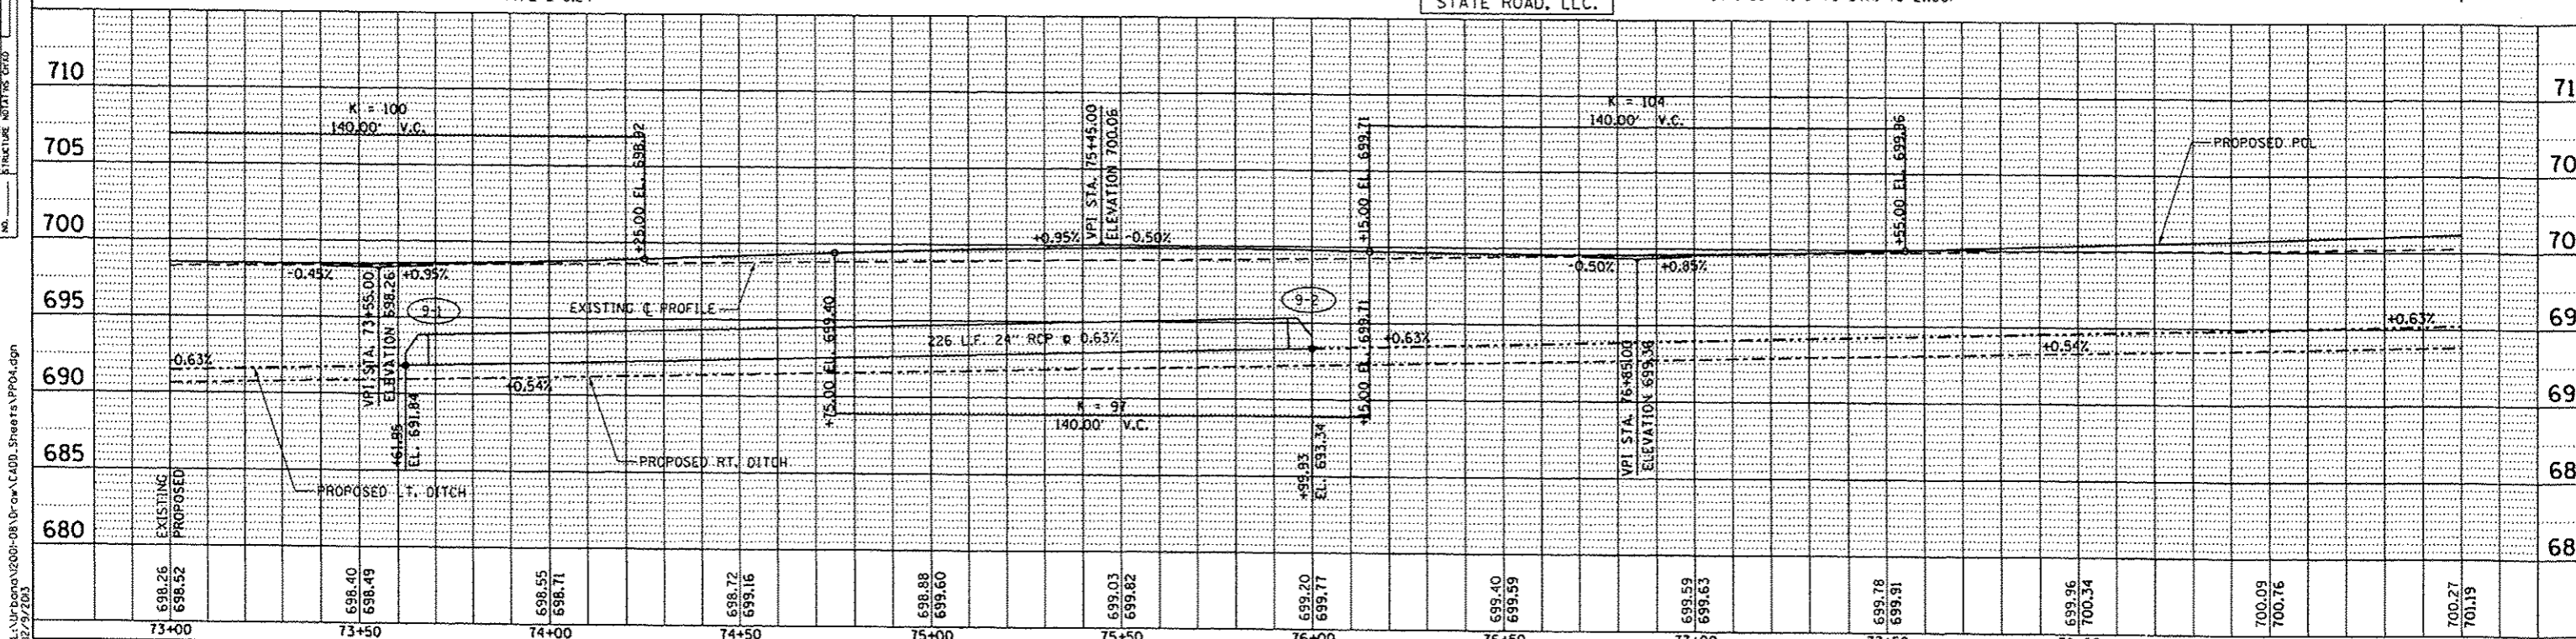 STATE ROAD, LLC.
710
705
700
695
690
685
680
K = 100
140.00' V.C.
+25.00 EL. 698.92
VPI STA. 75+45.00
ELEVATION 700.06
+15.00 EL. 699.71
K = 104
140.00' V.C.
+55.00 EL. 699.96
PROPOSED PGL
-0.45%
+0.95%
+0.95%
-0.50%
-0.50%
+0.85%
VPI STA. 73+55.00
ELEVATION 698.26
9-1
EXISTING ℄ PROFILE
+75.00 EL. 699.40
9-2
+15.00 EL. 699.71
226 L.F. 24" RCP @ 0.63%
+0.63%
+0.63%
+0.63%
+0.54%
+0.54%
VPI STA. 76+85.00
ELEVATION 699.36
K = 97
140.00' V.C.
+61.95
EL. 691.84
+99.93
EL. 693.34
PROPOSED RT. DITCH
PROPOSED LT. DITCH
EXISTING
PROPOSED
698.26
698.52
698.40
698.49
698.55
698.71
698.72
699.16
698.88
699.60
699.03
699.82
699.20
699.77
699.40
699.59
699.59
699.63
699.78
699.91
699.96
700.34
700.09
700.76
700.27
701.19
73+00
73+50
74+00
74+50
75+00
75+50
76+00
12/9/2013